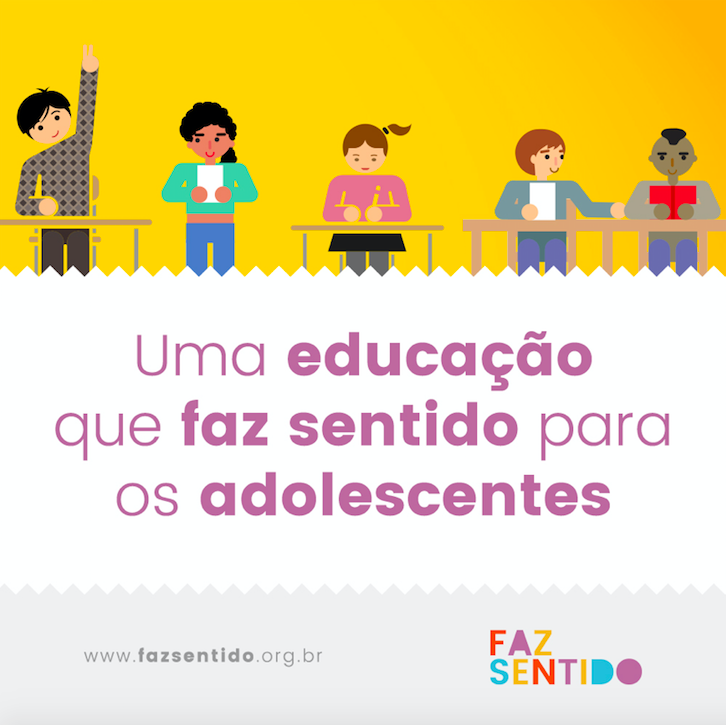 Uma educação
que faz sentido para
os adolescentes
www.fazsentido.org.br
FAZ
SENTIDO